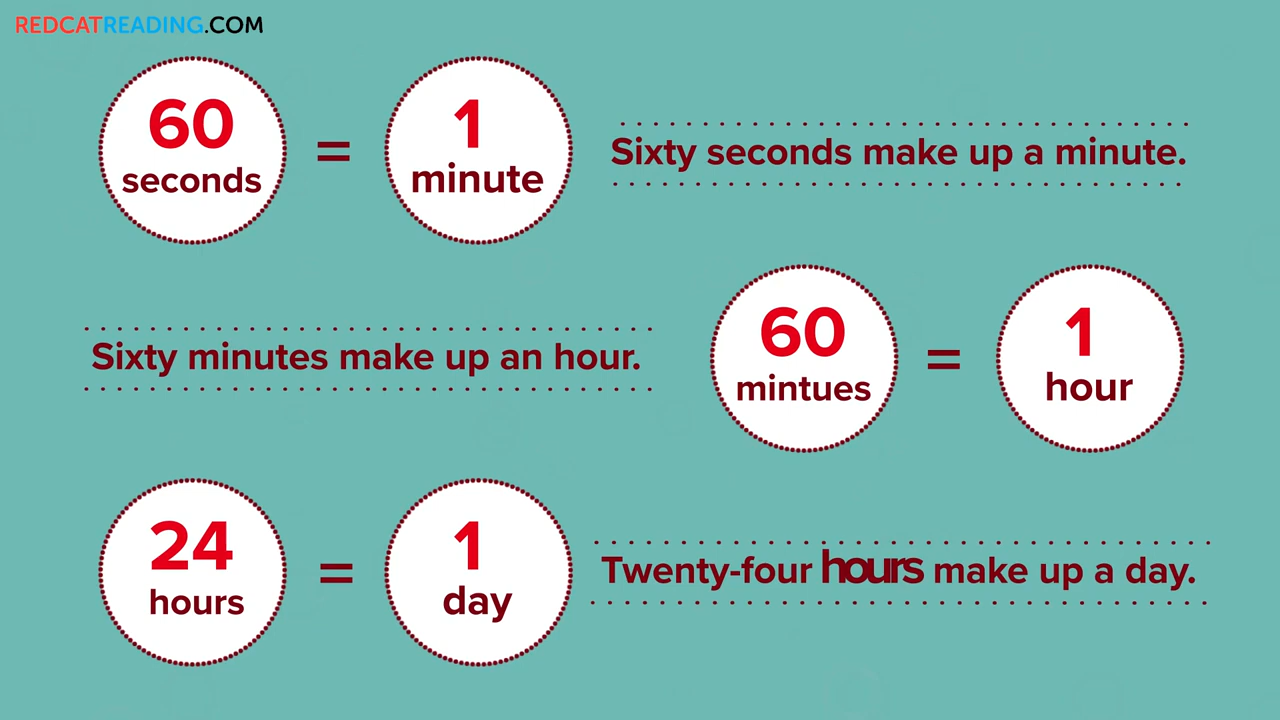 REDCATREADING.COM
60 seconds = 1 minute
Sixty seconds make up a minute.
Sixty minutes make up an hour.
60 mintues = 1 hour
24 hours = 1 day
Twenty-four hours make up a day.